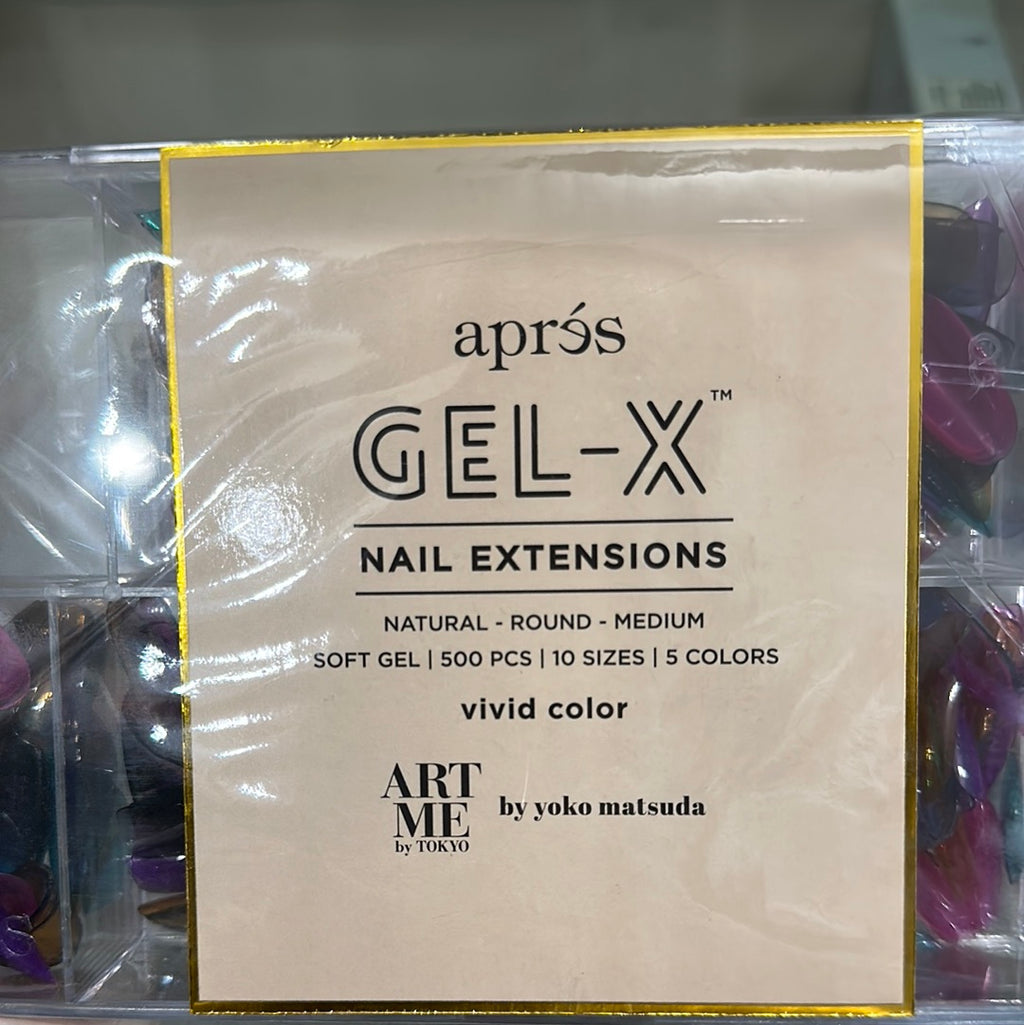 aprés
GEL-X™
NAIL EXTENSIONS
NATURAL - ROUND - MEDIUM
SOFT GEL | 500 PCS | 10 SIZES | 5 COLORS
vivid color
ART
ME
by TOKYO
by yoko matsuda